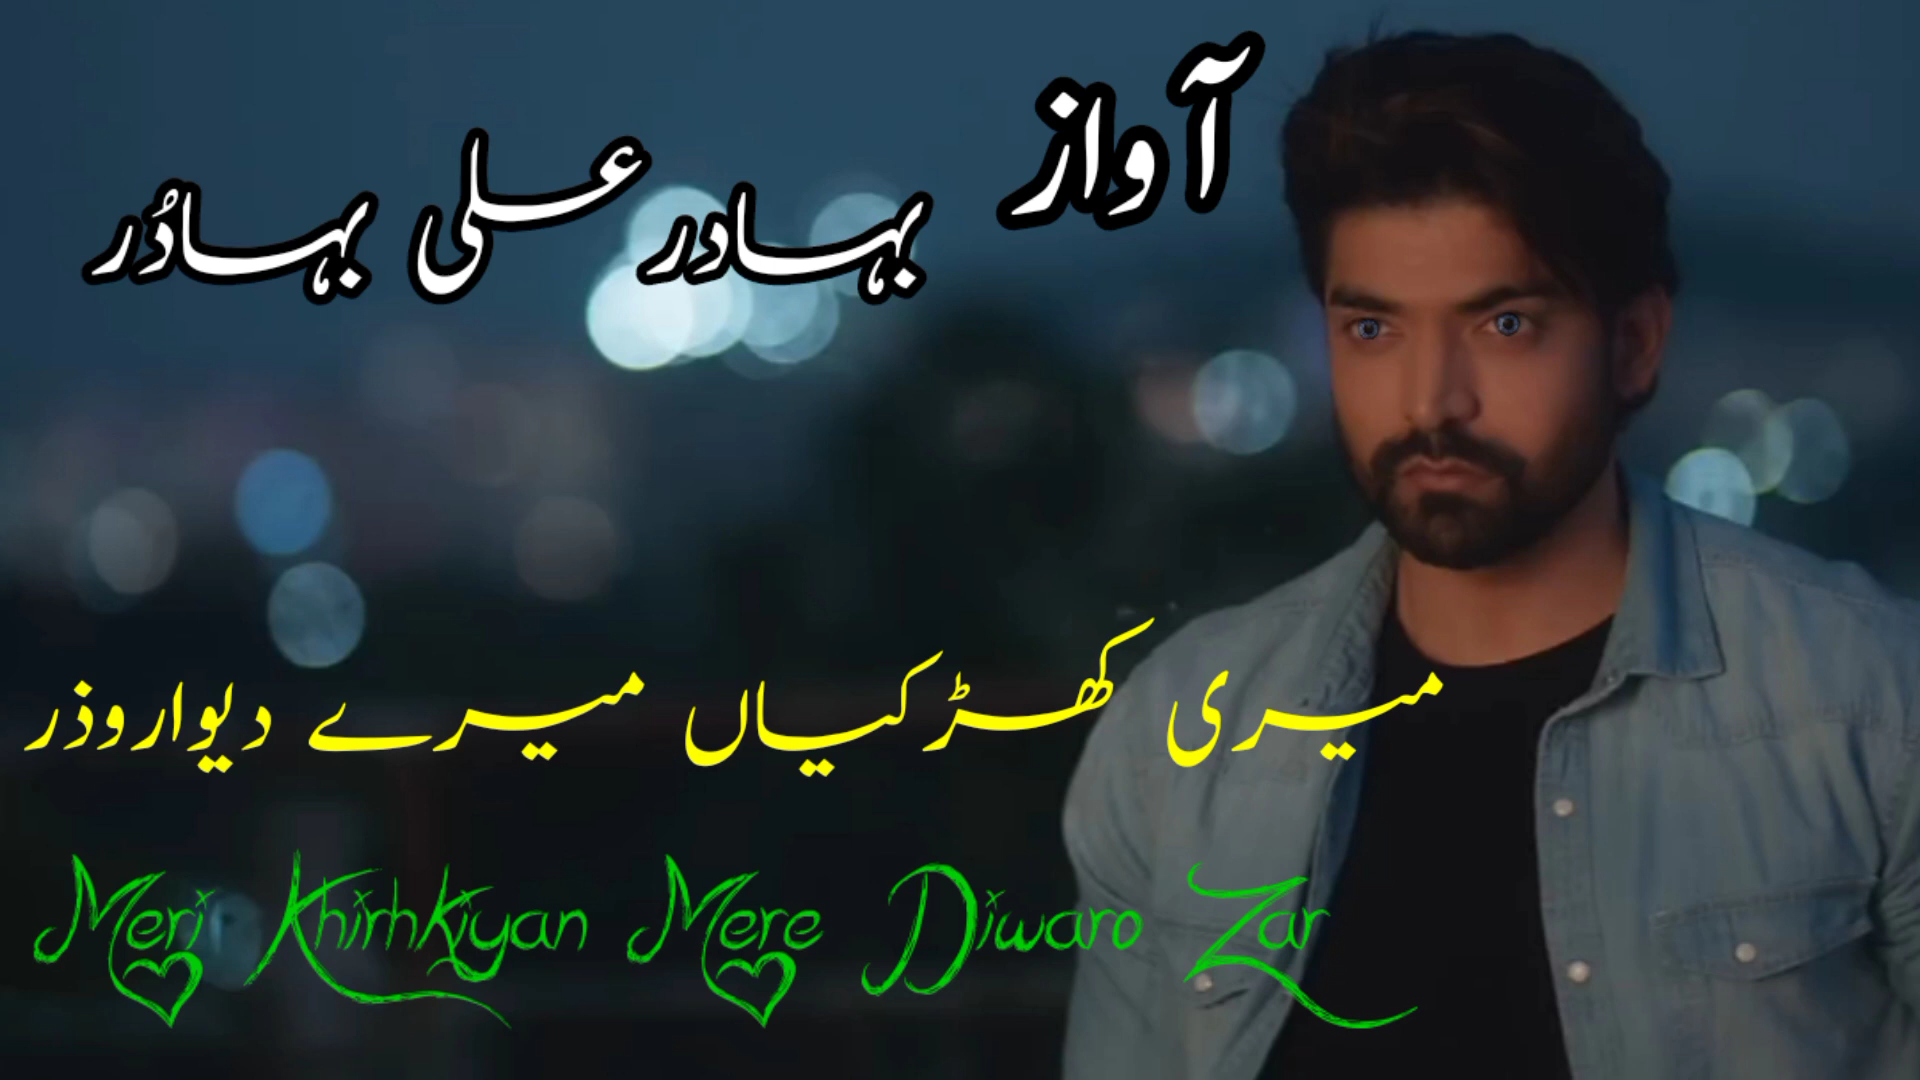 آواز بہادر علی بہادُر
میری کھڑکیاں میرے دیواروذر
Meri Khirhkiyan Mere Diwaro Zar